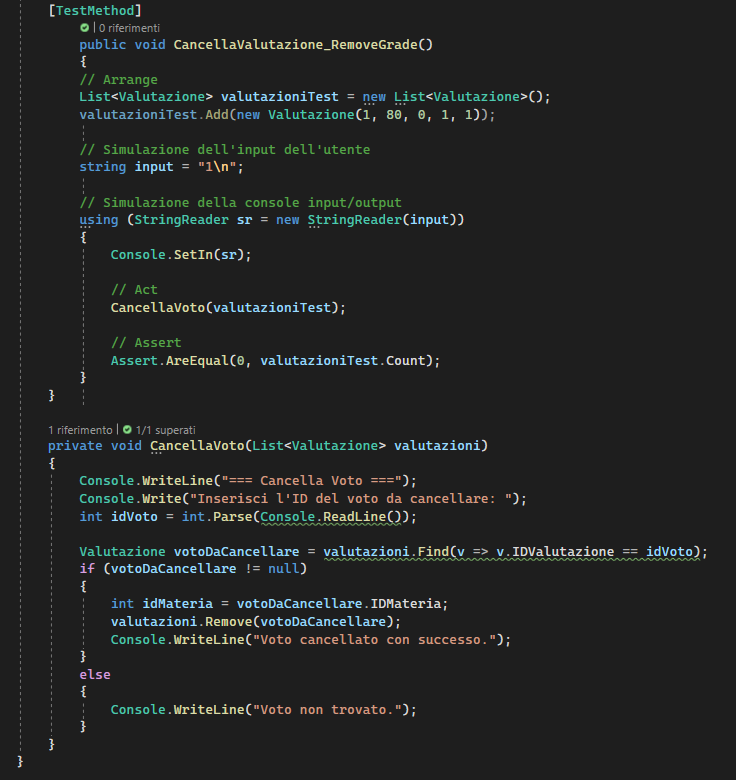 [TestMethod]
| 0 riferimenti
public void CancellaValutazione_RemoveGrade()
{
// Arrange
List<Valutazione> valutazioniTest = new List<Valutazione>();
valutazioniTest.Add(new Valutazione(1, 80, 0, 1, 1));
// Simulazione dell'input dell'utente
string input = "1\n";
// Simulazione della console input/output
using (StringReader sr = new StringReader(input))
{
Console.SetIn(sr);
// Act
CancellaVoto(valutazioniTest);
// Assert
Assert.AreEqual(0, valutazioniTest.Count);
}
}
1 riferimento | 1/1 superati
private void CancellaVoto(List<Valutazione> valutazioni)
{
Console.WriteLine("=== Cancella Voto ===");
Console.Write("Inserisci l'ID del voto da cancellare: ");
int idVoto = int.Parse(Console.ReadLine());
Valutazione votoDaCancellare = valutazioni.Find(v => v.IDValutazione == idVoto);
if (votoDaCancellare != null)
{
int idMateria = votoDaCancellare.IDMateria;
valutazioni.Remove(votoDaCancellare);
Console.WriteLine("Voto cancellato con successo.");
}
else
{
Console.WriteLine("Voto non trovato.");
}
}
}